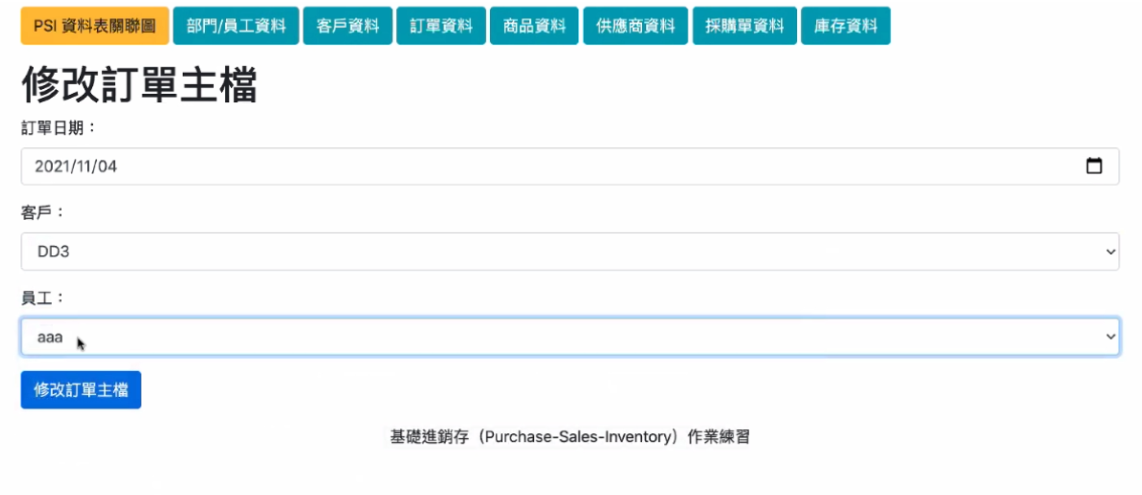 PSI 資料表關聯圖 部門/員工資料 客戶資料 訂單資料 商品資料 供應商資料 採購單資料 庫存資料
修改訂單主檔
訂單日期：
2021/11/04
客戶：
DD3
員工：
aaa
修改訂單主檔
基礎進銷存（Purchase-Sales-Inventory）作業練習